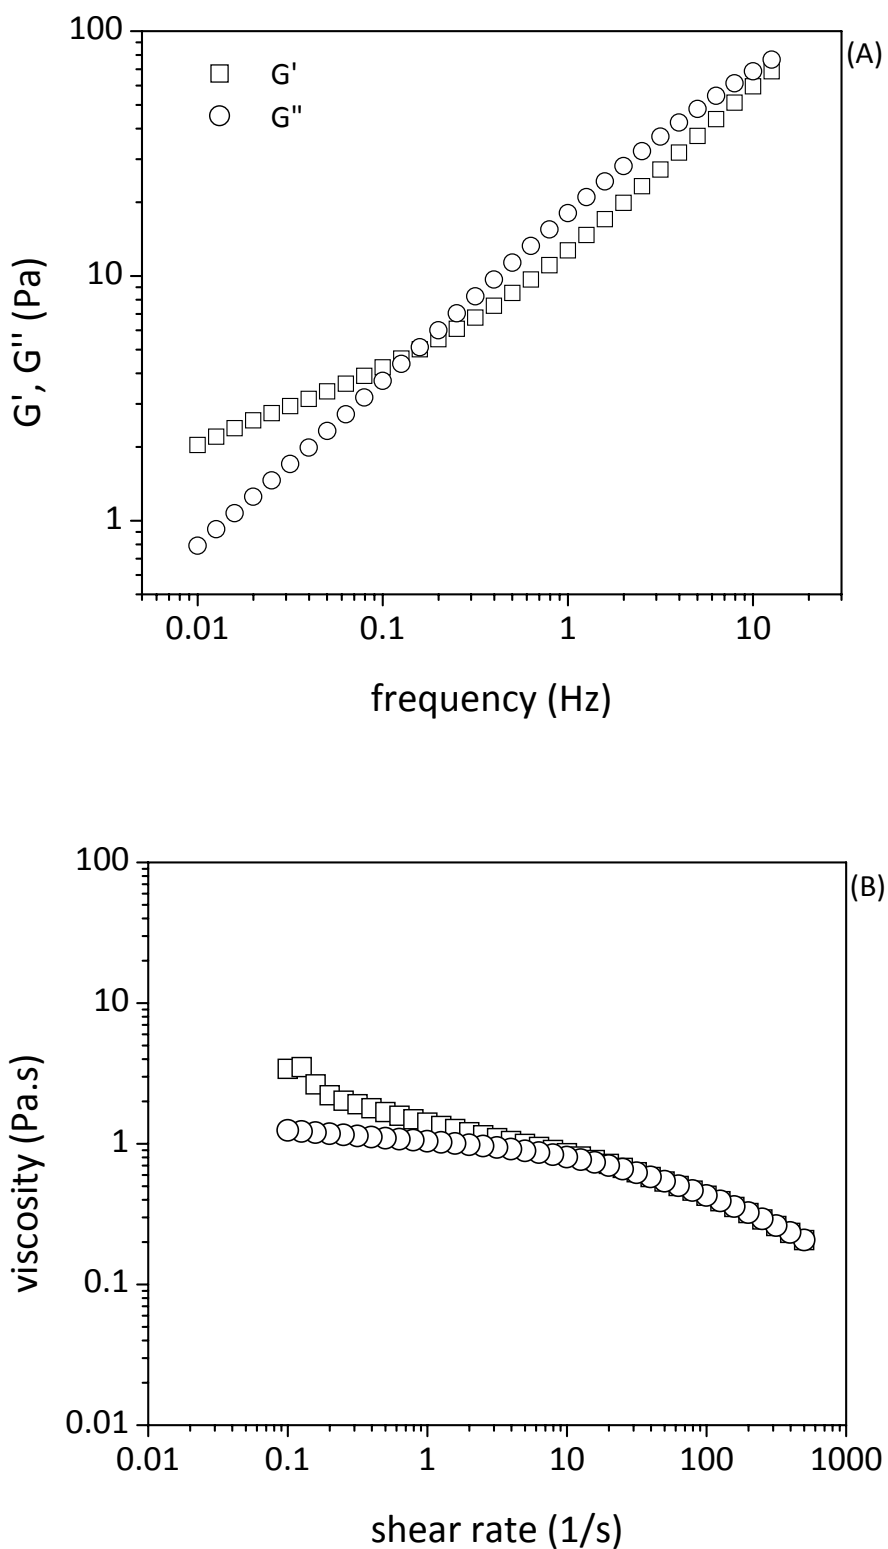 100
(A)
G'
G''
10
1
G', G'' (Pa)
0.01 0.1 1 10
frequency (Hz)
100
(B)
10
1
0.1
0.01
viscosity (Pa.s)
0.01 0.1 1 10 100 1000
shear rate (1/s)